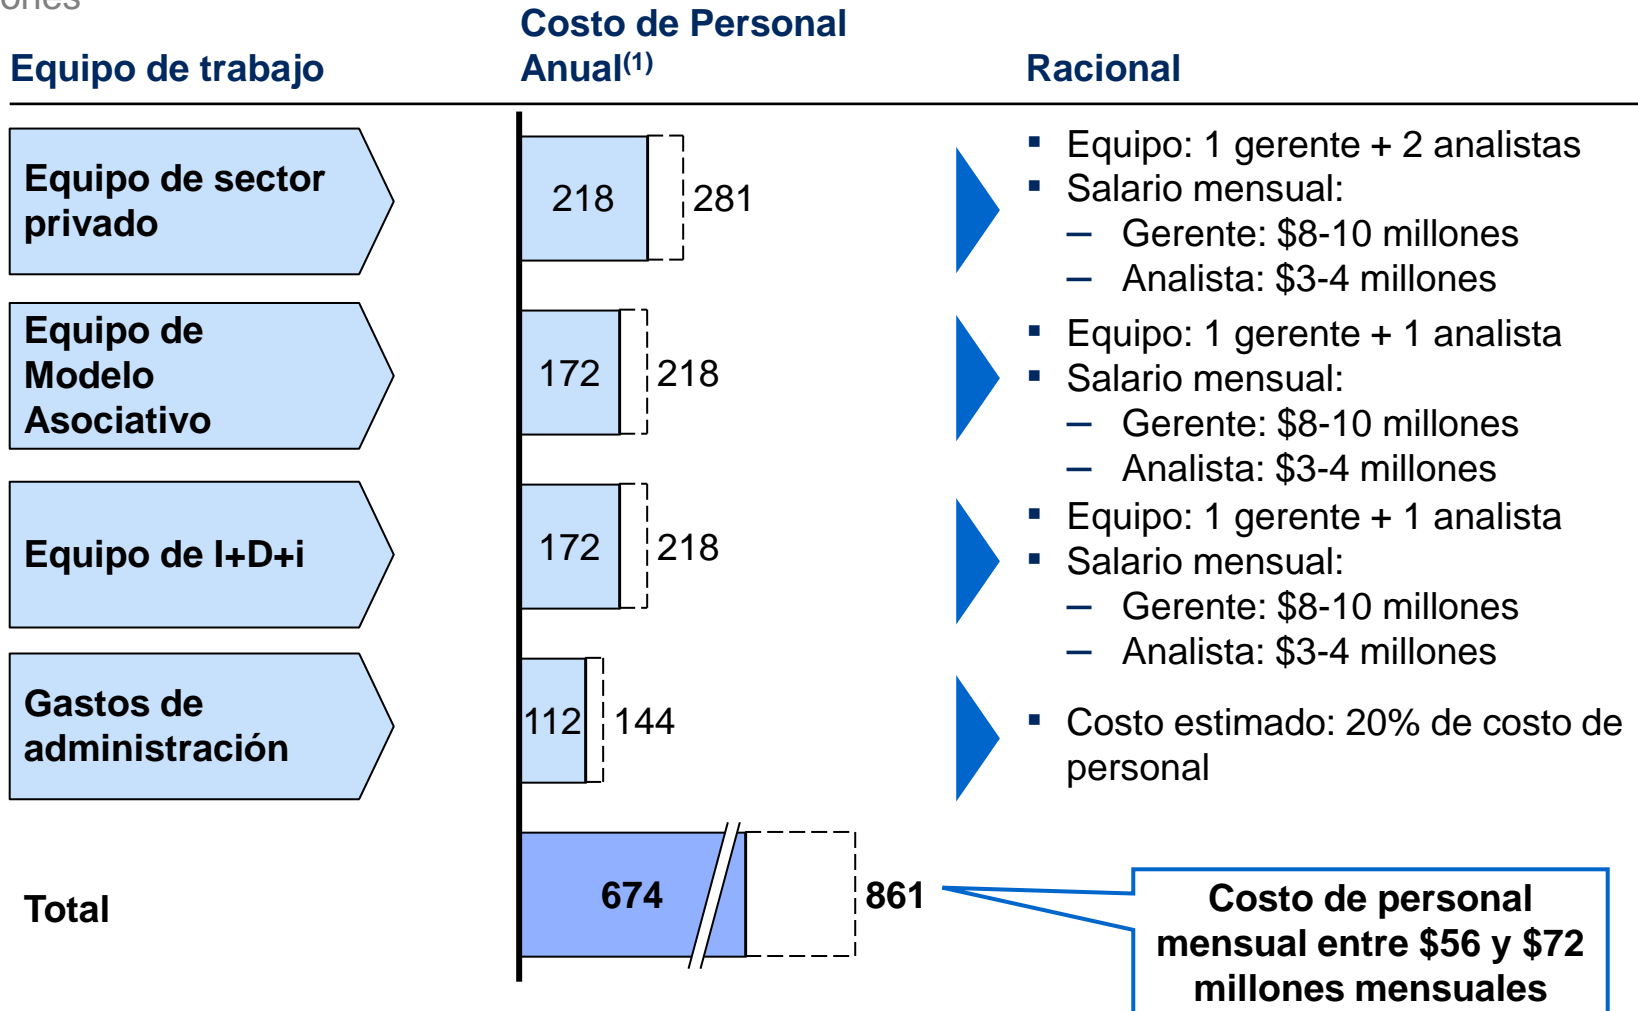 Costo de Personal
Equipo de trabajo
Anual(1)
Racional
Equipo de sector
privado
218
281
▪ Equipo: 1 gerente + 2 analistas
▪ Salario mensual:
– Gerente: $8-10 millones
– Analista: $3-4 millones
Equipo de
Modelo
Asociativo
172
218
▪ Equipo: 1 gerente + 1 analista
▪ Salario mensual:
– Gerente: $8-10 millones
– Analista: $3-4 millones
Equipo de I+D+i
172
218
▪ Equipo: 1 gerente + 1 analista
▪ Salario mensual:
– Gerente: $8-10 millones
– Analista: $3-4 millones
Gastos de
administración
112
144
▪ Costo estimado: 20% de costo de
personal
Total
674
861
Costo de personal
mensual entre $56 y $72
millones mensuales